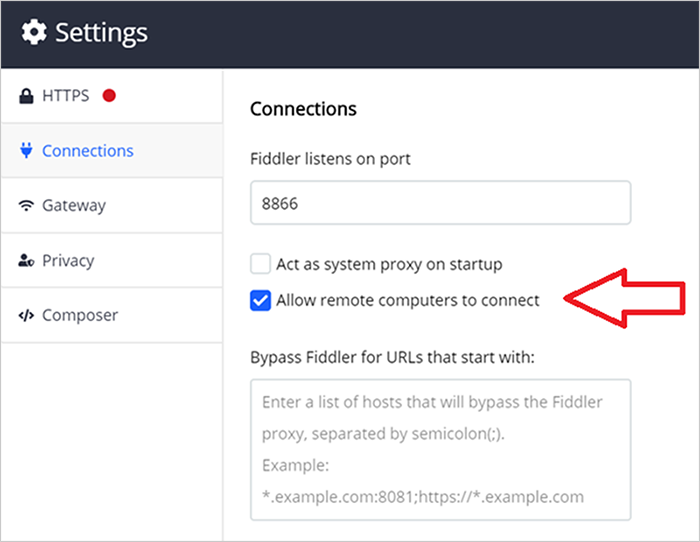 Settings
HTTPS
Connections
Gateway
Privacy
Composer
Connections
Fiddler listens on port
8866
Act as system proxy on startup
Allow remote computers to connect
Bypass Fiddler for URLs that start with:
Enter a list of hosts that will bypass the Fiddler
proxy, separated by semicolon(;).
Example:
*.example.com:8081;https://*.example.com